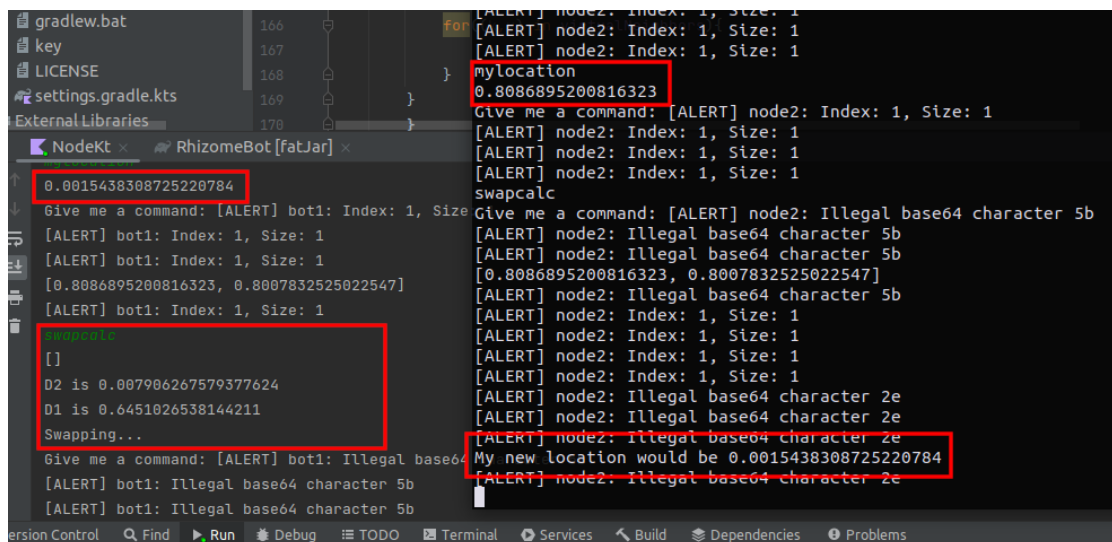 gradlew.bat
key
LICENSE
settings.gradle.kts
External Libraries
166
167
168
169
170
for
}
}
}
NodeKt ×
RhizomeBot [fatJar] ×
mylocation
0.0015438308725220784
Give me a command: [ALERT] bot1: Index: 1, Size
[ALERT] bot1: Index: 1, Size: 1
[ALERT] bot1: Index: 1, Size: 1
[0.8086895200816323, 0.8007832525022547]
[ALERT] bot1: Index: 1, Size: 1
swapcalc
[]
D2 is 0.007906267579377624
D1 is 0.6451026538144211
Swapping...
Give me a command: [ALERT] bot1: Illegal base64
[ALERT] bot1: Illegal base64 character 5b
[ALERT] bot1: Illegal base64 character 5b
[ALERT] node2: Index: 1, Size: 1
[ALERT] node2: Index: 1, Size: 1
[ALERT] node2: Index: 1, Size: 1
mylocation
0.8086895200816323
Give me a command: [ALERT] node2: Index: 1, Size: 1
[ALERT] node2: Index: 1, Size: 1
[ALERT] node2: Index: 1, Size: 1
[ALERT] node2: Index: 1, Size: 1
swapcalc
Give me a command: [ALERT] node2: Illegal base64 character 5b
[ALERT] node2: Illegal base64 character 5b
[ALERT] node2: Illegal base64 character 5b
[0.8086895200816323, 0.8007832525022547]
[ALERT] node2: Illegal base64 character 5b
[ALERT] node2: Index: 1, Size: 1
[ALERT] node2: Index: 1, Size: 1
[ALERT] node2: Index: 1, Size: 1
[ALERT] node2: Index: 1, Size: 1
[ALERT] node2: Illegal base64 character 2e
[ALERT] node2: Illegal base64 character 2e
[ALERT] node2: Illegal base64 character 2e
My new location would be 0.0015438308725220784
[ALERT] node2: Illegal base64 character 2e
ersion Control
Find
Run
Debug
TODO
Terminal
Services
Build
Dependencies
Problems